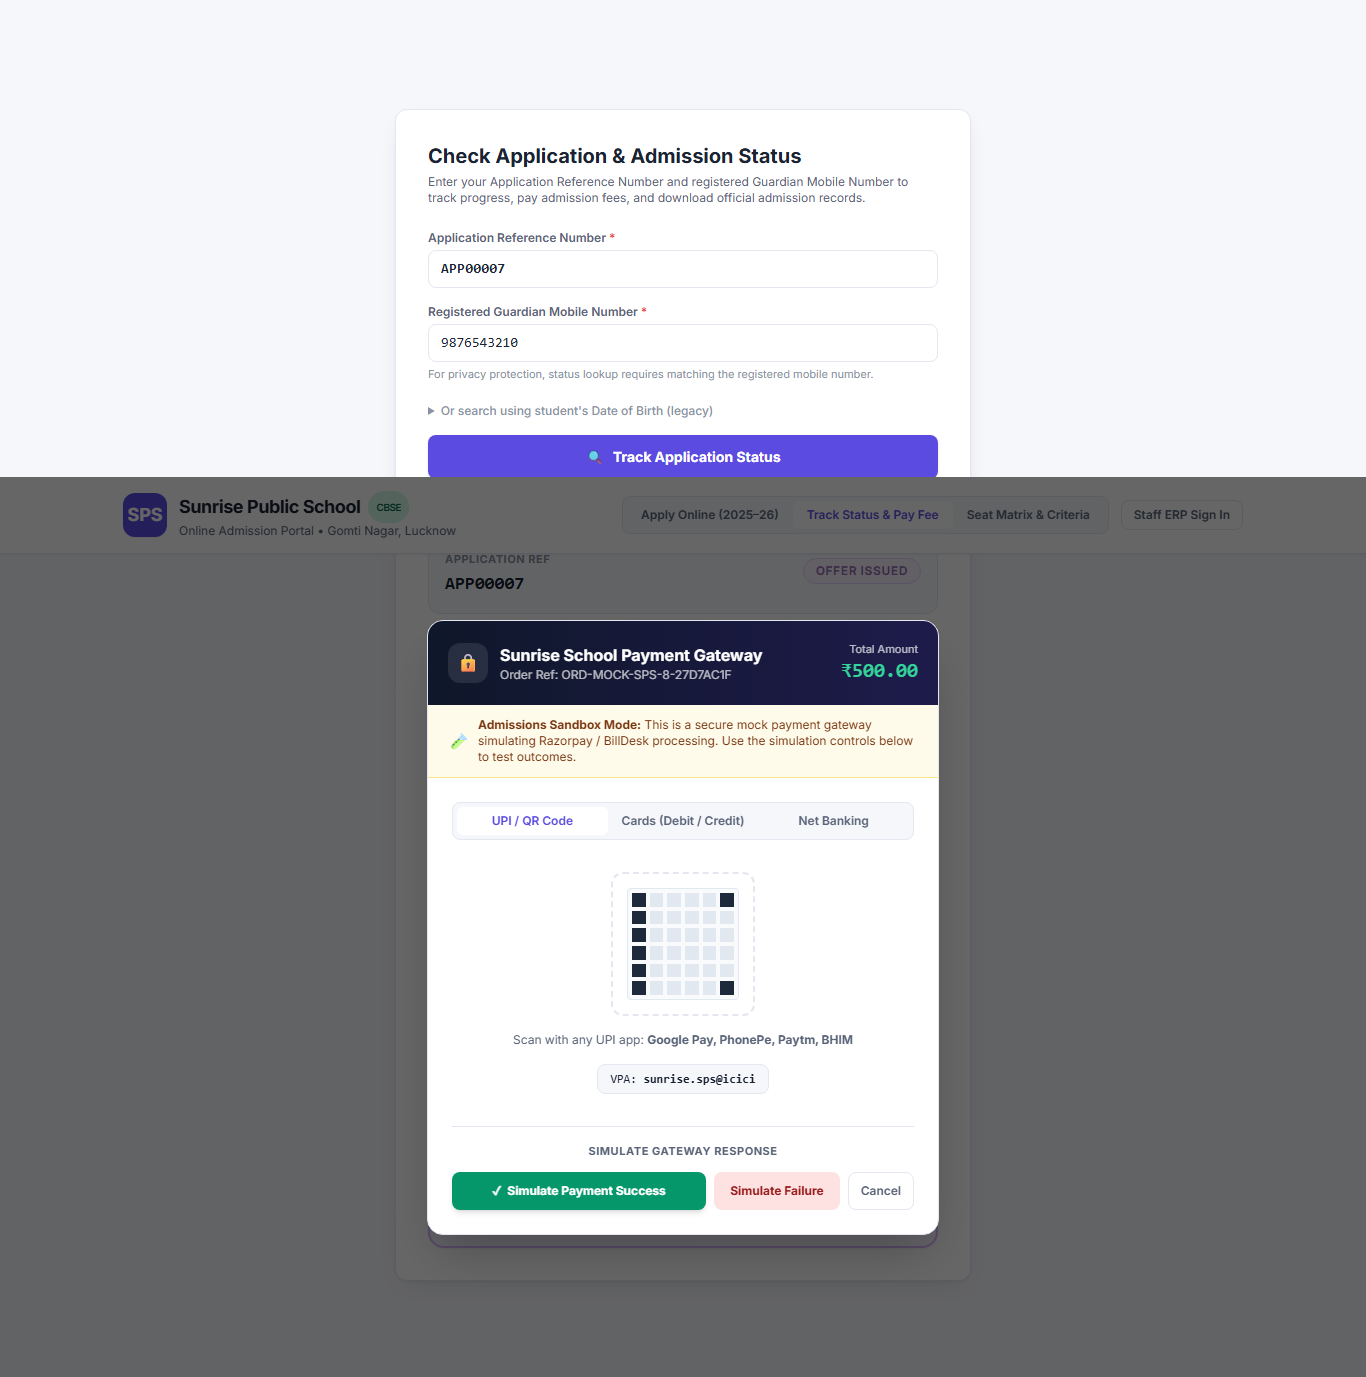 Check Application & Admission Status
Enter your Application Reference Number and registered Guardian Mobile Number to
track progress, pay admission fees, and download official admission records.
Application Reference Number *
APP00007
Registered Guardian Mobile Number *
9876543210
For privacy protection, status lookup requires matching the registered mobile number.
Or search using student's Date of Birth (legacy)
Track Application Status
SPS
Sunrise Public School
CBSE
Online Admission Portal • Gomti Nagar, Lucknow
Apply Online (2025–26)
Track Status & Pay Fee
Seat Matrix & Criteria
Staff ERP Sign In
APPLICATION REF
APP00007
OFFER ISSUED
Sunrise School Payment Gateway
Order Ref: ORD-MOCK-SPS-8-27D7AC1F
Total Amount
₹500.00
Admissions Sandbox Mode: This is a secure mock payment gateway
simulating Razorpay / BillDesk processing. Use the simulation controls below
to test outcomes.
UPI / QR Code
Cards (Debit / Credit)
Net Banking
Scan with any UPI app: Google Pay, PhonePe, Paytm, BHIM
VPA: sunrise.sps@icici
SIMULATE GATEWAY RESPONSE
✓ Simulate Payment Success
Simulate Failure
Cancel